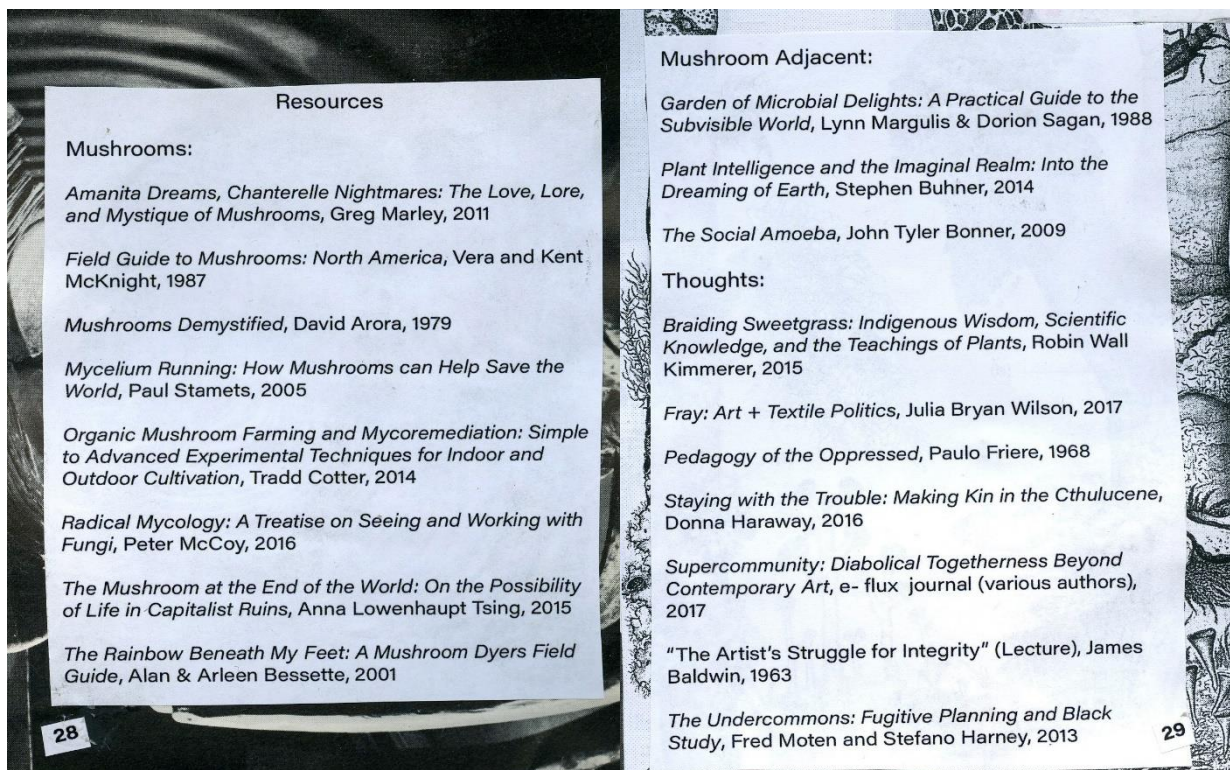 Resources
Mushrooms:
Amanita Dreams, Chanterelle Nightmares: The Love, Lore,
and Mystique of Mushrooms, Greg Marley, 2011
Field Guide to Mushrooms: North America, Vera and Kent
McKnight, 1987
Mushrooms Demystified, David Arora, 1979
Mycelium Running: How Mushrooms can Help Save the
World, Paul Stamets, 2005
Organic Mushroom Farming and Mycoremediation: Simple
to Advanced Experimental Techniques for Indoor and
Outdoor Cultivation, Tradd Cotter, 2014
Radical Mycology: A Treatise on Seeing and Working with
Fungi, Peter McCoy, 2016
The Mushroom at the End of the World: On the Possibility
of Life in Capitalist Ruins, Anna Lowenhaupt Tsing, 2015
The Rainbow Beneath My Feet: A Mushroom Dyers Field
Guide, Alan & Arleen Bessette, 2001
28
Mushroom Adjacent:
Garden of Microbial Delights: A Practical Guide to the
Subvisible World, Lynn Margulis & Dorion Sagan, 1988
Plant Intelligence and the Imaginal Realm: Into the
Dreaming of Earth, Stephen Buhner, 2014
The Social Amoeba, John Tyler Bonner, 2009
Thoughts:
Braiding Sweetgrass: Indigenous Wisdom, Scientific
Knowledge, and the Teachings of Plants, Robin Wall
Kimmerer, 2015
Fray: Art + Textile Politics, Julia Bryan Wilson, 2017
Pedagogy of the Oppressed, Paulo Friere, 1968
Staying with the Trouble: Making Kin in the Cthulucene,
Donna Haraway, 2016
Supercommunity: Diabolical Togetherness Beyond
Contemporary Art, e- flux journal (various authors),
2017
"The Artist's Struggle for Integrity" (Lecture), James
Baldwin, 1963
The Undercommons: Fugitive Planning and Black
Study, Fred Moten and Stefano Harney, 2013
29